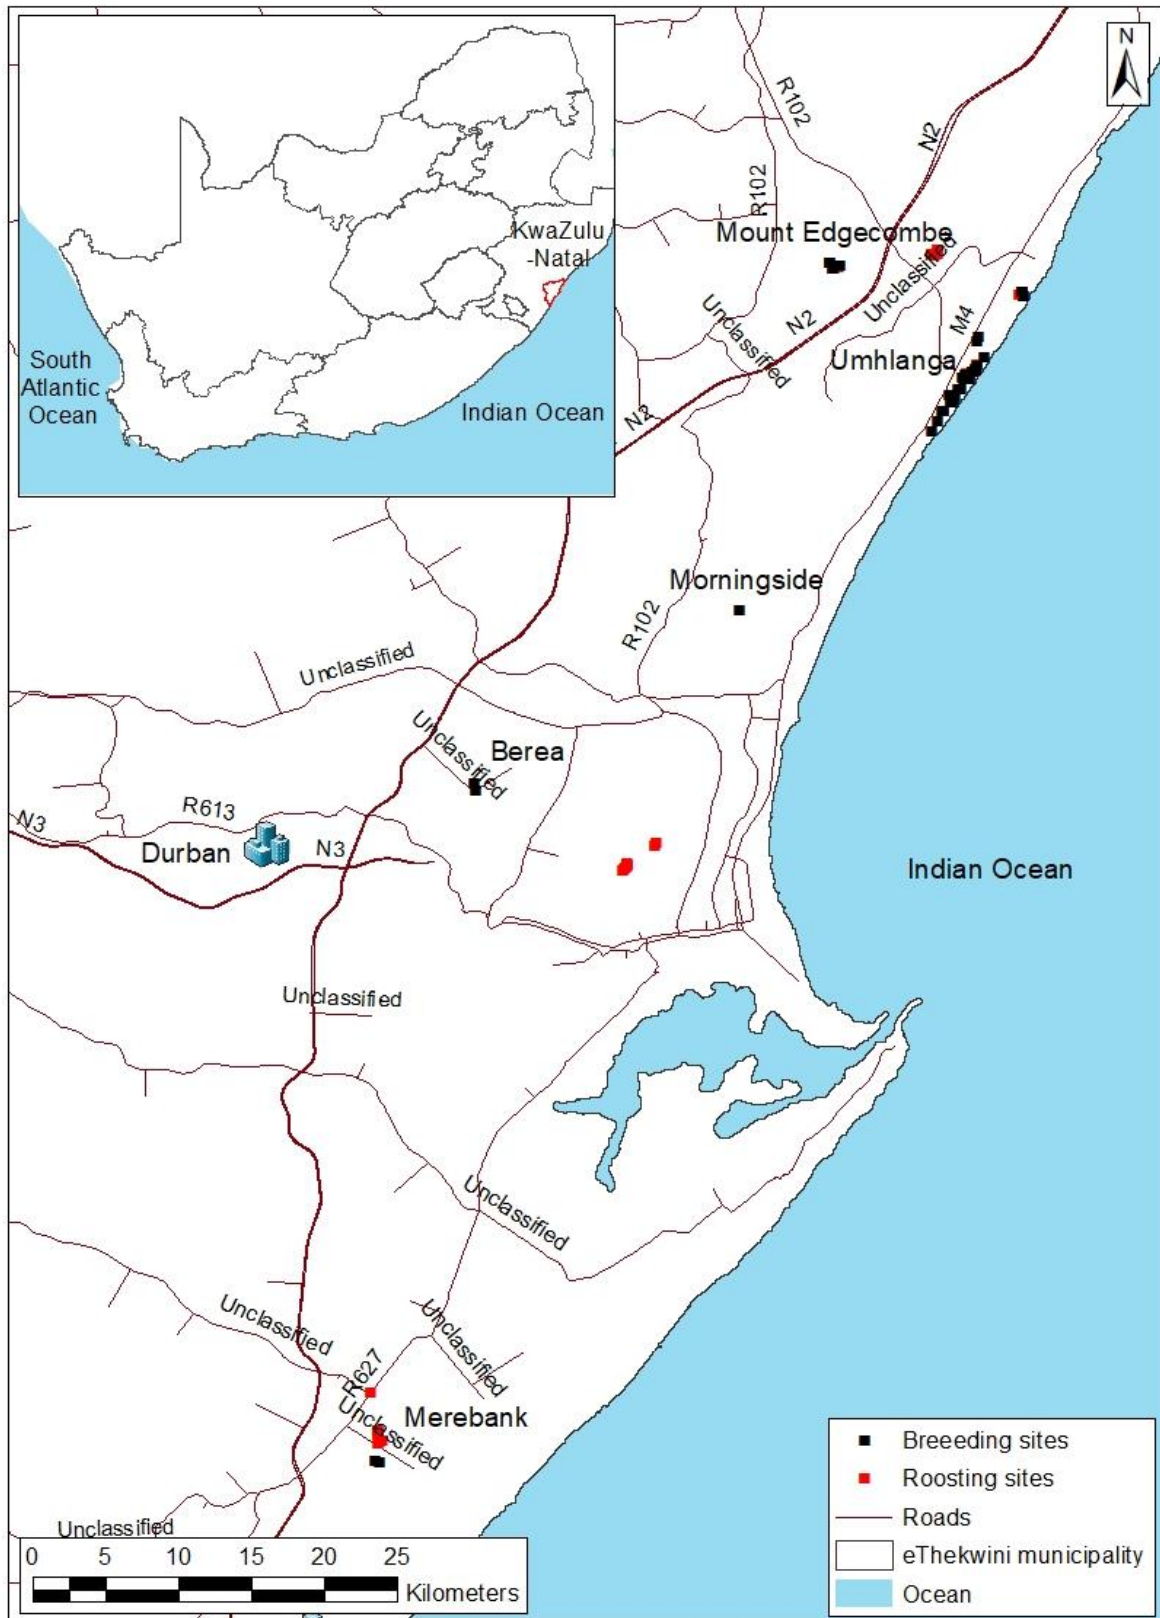 N
R102
N2
R102
KwaZulu
-Natal
Mount Edgecombe
Unclassified
Unclassified
N2
M4
South
Atlantic
Ocean
Indian Ocean
Umhlanga
N2
Morningside
R102
Unclassified
Unclassified
Berea
R613
N3
Durban
N3
Indian Ocean
Unclassified
Unclassified
Unclassified
Unclassified
R627
Unclassified
Merebank
Breeeding sites
Roosting sites
Roads
eThekwini municipality
Ocean
Unclassified
0 5 10 15 20 25
Kilometers